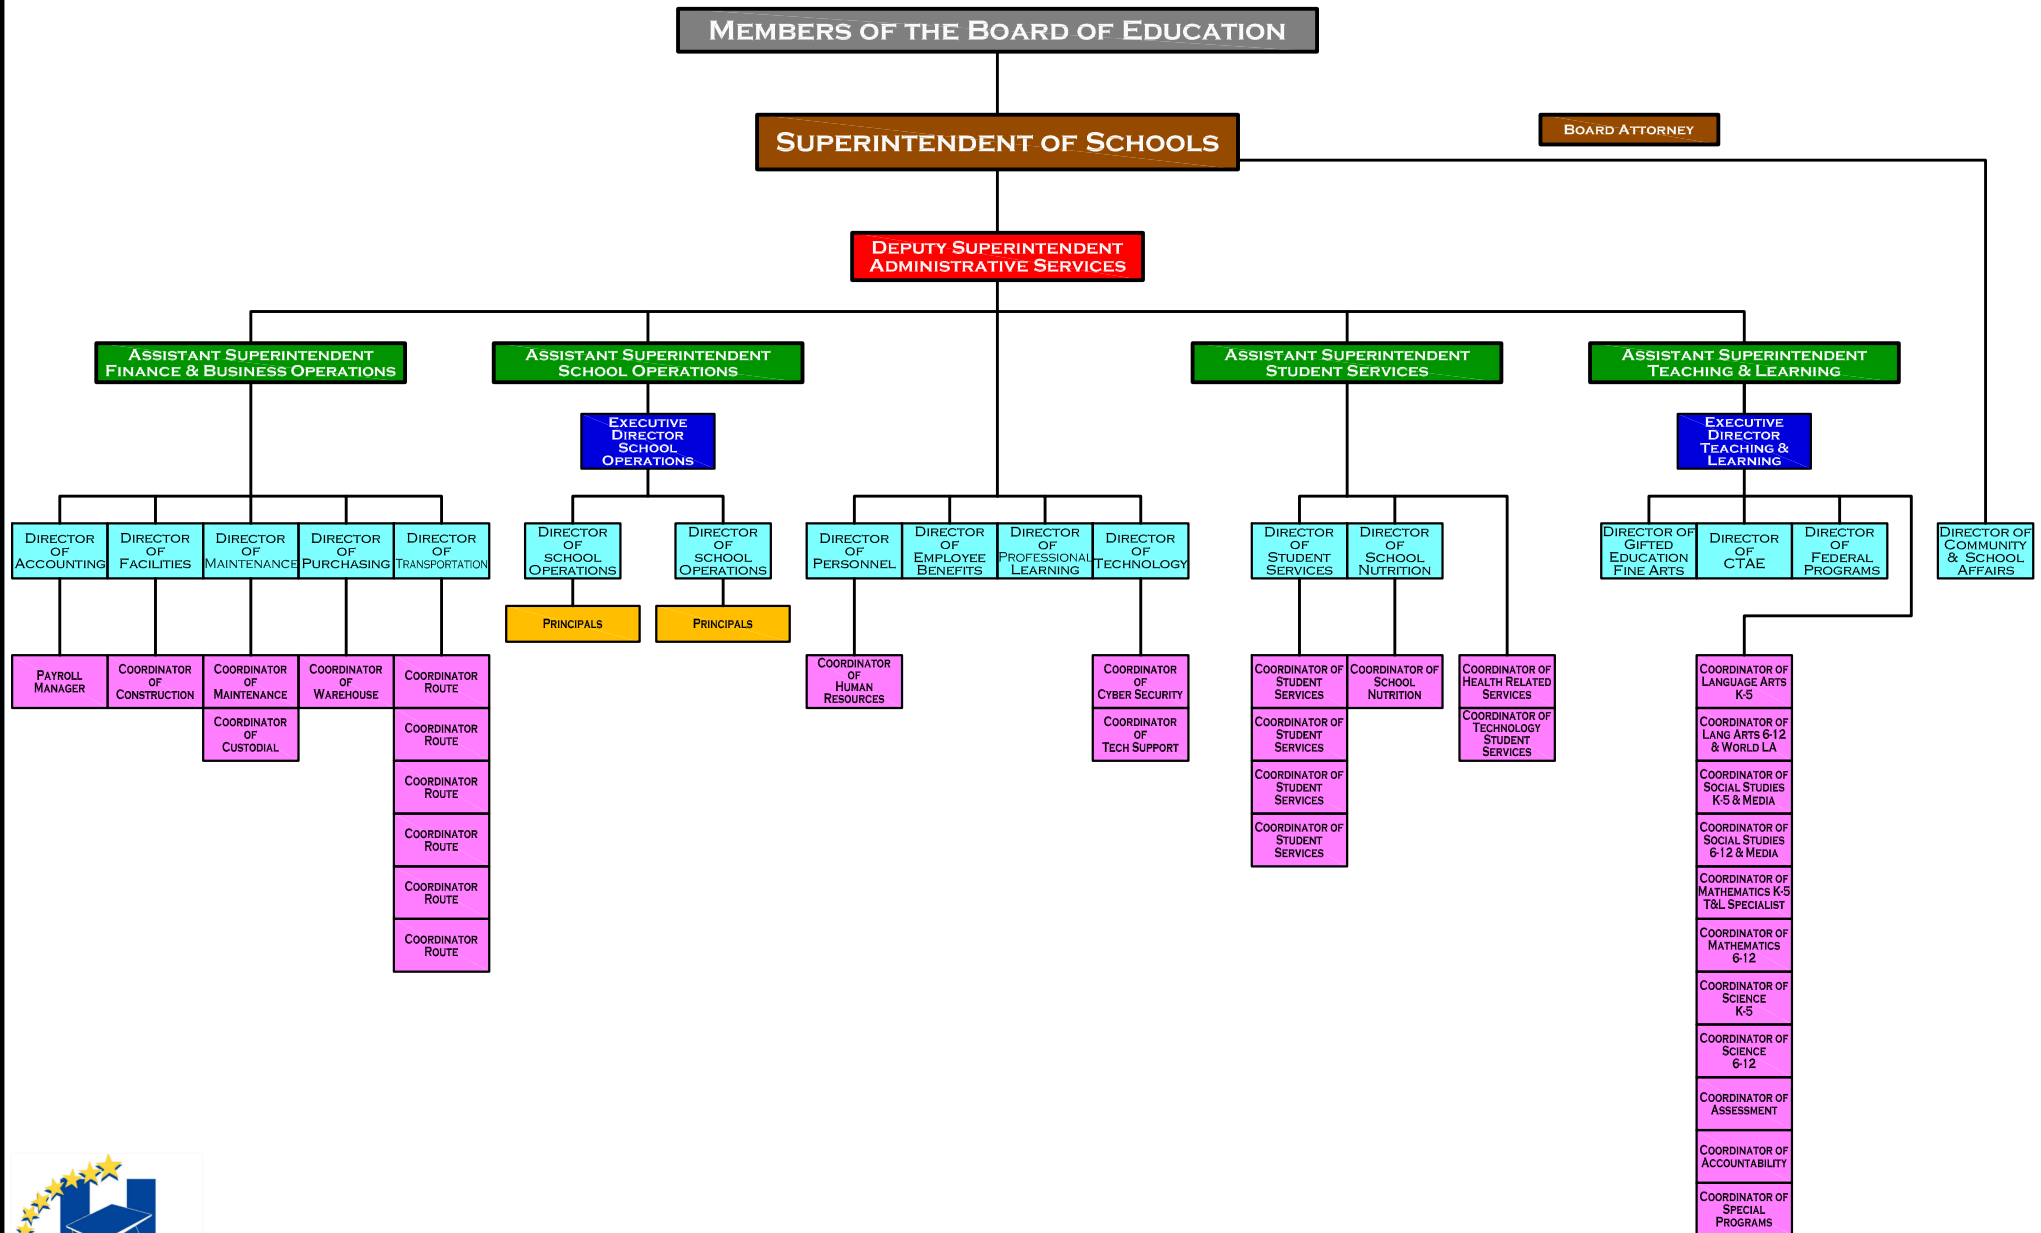 MEMBERS OF THE BOARD OF EDUCATION
SUPERINTENDENT OF SCHOOLS
BOARD ATTORNEY
DEPUTY SUPERINTENDENT
ADMINISTRATIVE SERVICES
ASSISTANT SUPERINTENDENT
FINANCE & BUSINESS OPERATIONS
ASSISTANT SUPERINTENDENT
SCHOOL OPERATIONS
ASSISTANT SUPERINTENDENT
STUDENT SERVICES
ASSISTANT SUPERINTENDENT
TEACHING & LEARNING
EXECUTIVE
DIRECTOR
SCHOOL
OPERATIONS
EXECUTIVE
DIRECTOR
TEACHING &
LEARNING
DIRECTOR
OF
ACCOUNTING
DIRECTOR
OF
FACILITIES
DIRECTOR
OF
MAINTENANCE
DIRECTOR
OF
PURCHASING
DIRECTOR
OF
TRANSPORTATION
DIRECTOR
OF
SCHOOL
OPERATIONS
DIRECTOR
OF
SCHOOL
OPERATIONS
DIRECTOR
OF
PERSONNEL
DIRECTOR
OF
EMPLOYEE
BENEFITS
DIRECTOR
OF
PROFESSIONAL
LEARNING
DIRECTOR
OF
TECHNOLOGY
DIRECTOR
OF
STUDENT
SERVICES
DIRECTOR
OF
SCHOOL
NUTRITION
DIRECTOR OF
GIFTED
EDUCATION
FINE ARTS
DIRECTOR
OF
CTAE
DIRECTOR
OF
FEDERAL
PROGRAMS
DIRECTOR OF
COMMUNITY
& SCHOOL
AFFAIRS
PRINCIPALS
PRINCIPALS
PAYROLL
MANAGER
COORDINATOR
OF
CONSTRUCTION
COORDINATOR
OF
MAINTENANCE
COORDINATOR
OF
WAREHOUSE
COORDINATOR
ROUTE
COORDINATOR
OF
HUMAN
RESOURCES
COORDINATOR
OF
CYBER SECURITY
COORDINATOR OF
STUDENT
SERVICES
COORDINATOR OF
SCHOOL
NUTRITION
COORDINATOR OF
HEALTH RELATED
SERVICES
COORDINATOR OF
LANGUAGE ARTS
K-5
COORDINATOR
OF
CUSTODIAL
COORDINATOR
ROUTE
COORDINATOR
OF
TECH SUPPORT
COORDINATOR OF
STUDENT
SERVICES
COORDINATOR OF
TECHNOLOGY
STUDENT
SERVICES
COORDINATOR OF
LANG ARTS 6-12
& WORLD LA
COORDINATOR
ROUTE
COORDINATOR OF
STUDENT
SERVICES
COORDINATOR OF
SOCIAL STUDIES
K-5 & MEDIA
COORDINATOR
ROUTE
COORDINATOR OF
STUDENT
SERVICES
COORDINATOR OF
SOCIAL STUDIES
6-12 & MEDIA
COORDINATOR
ROUTE
COORDINATOR OF
MATHEMATICS K-5
T&L SPECIALIST
COORDINATOR
ROUTE
COORDINATOR OF
MATHEMATICS
6-12
COORDINATOR OF
SCIENCE
K-5
COORDINATOR OF
SCIENCE
6-12
COORDINATOR OF
ASSESSMENT
COORDINATOR OF
ACCOUNTABILITY
COORDINATOR OF
SPECIAL
PROGRAMS